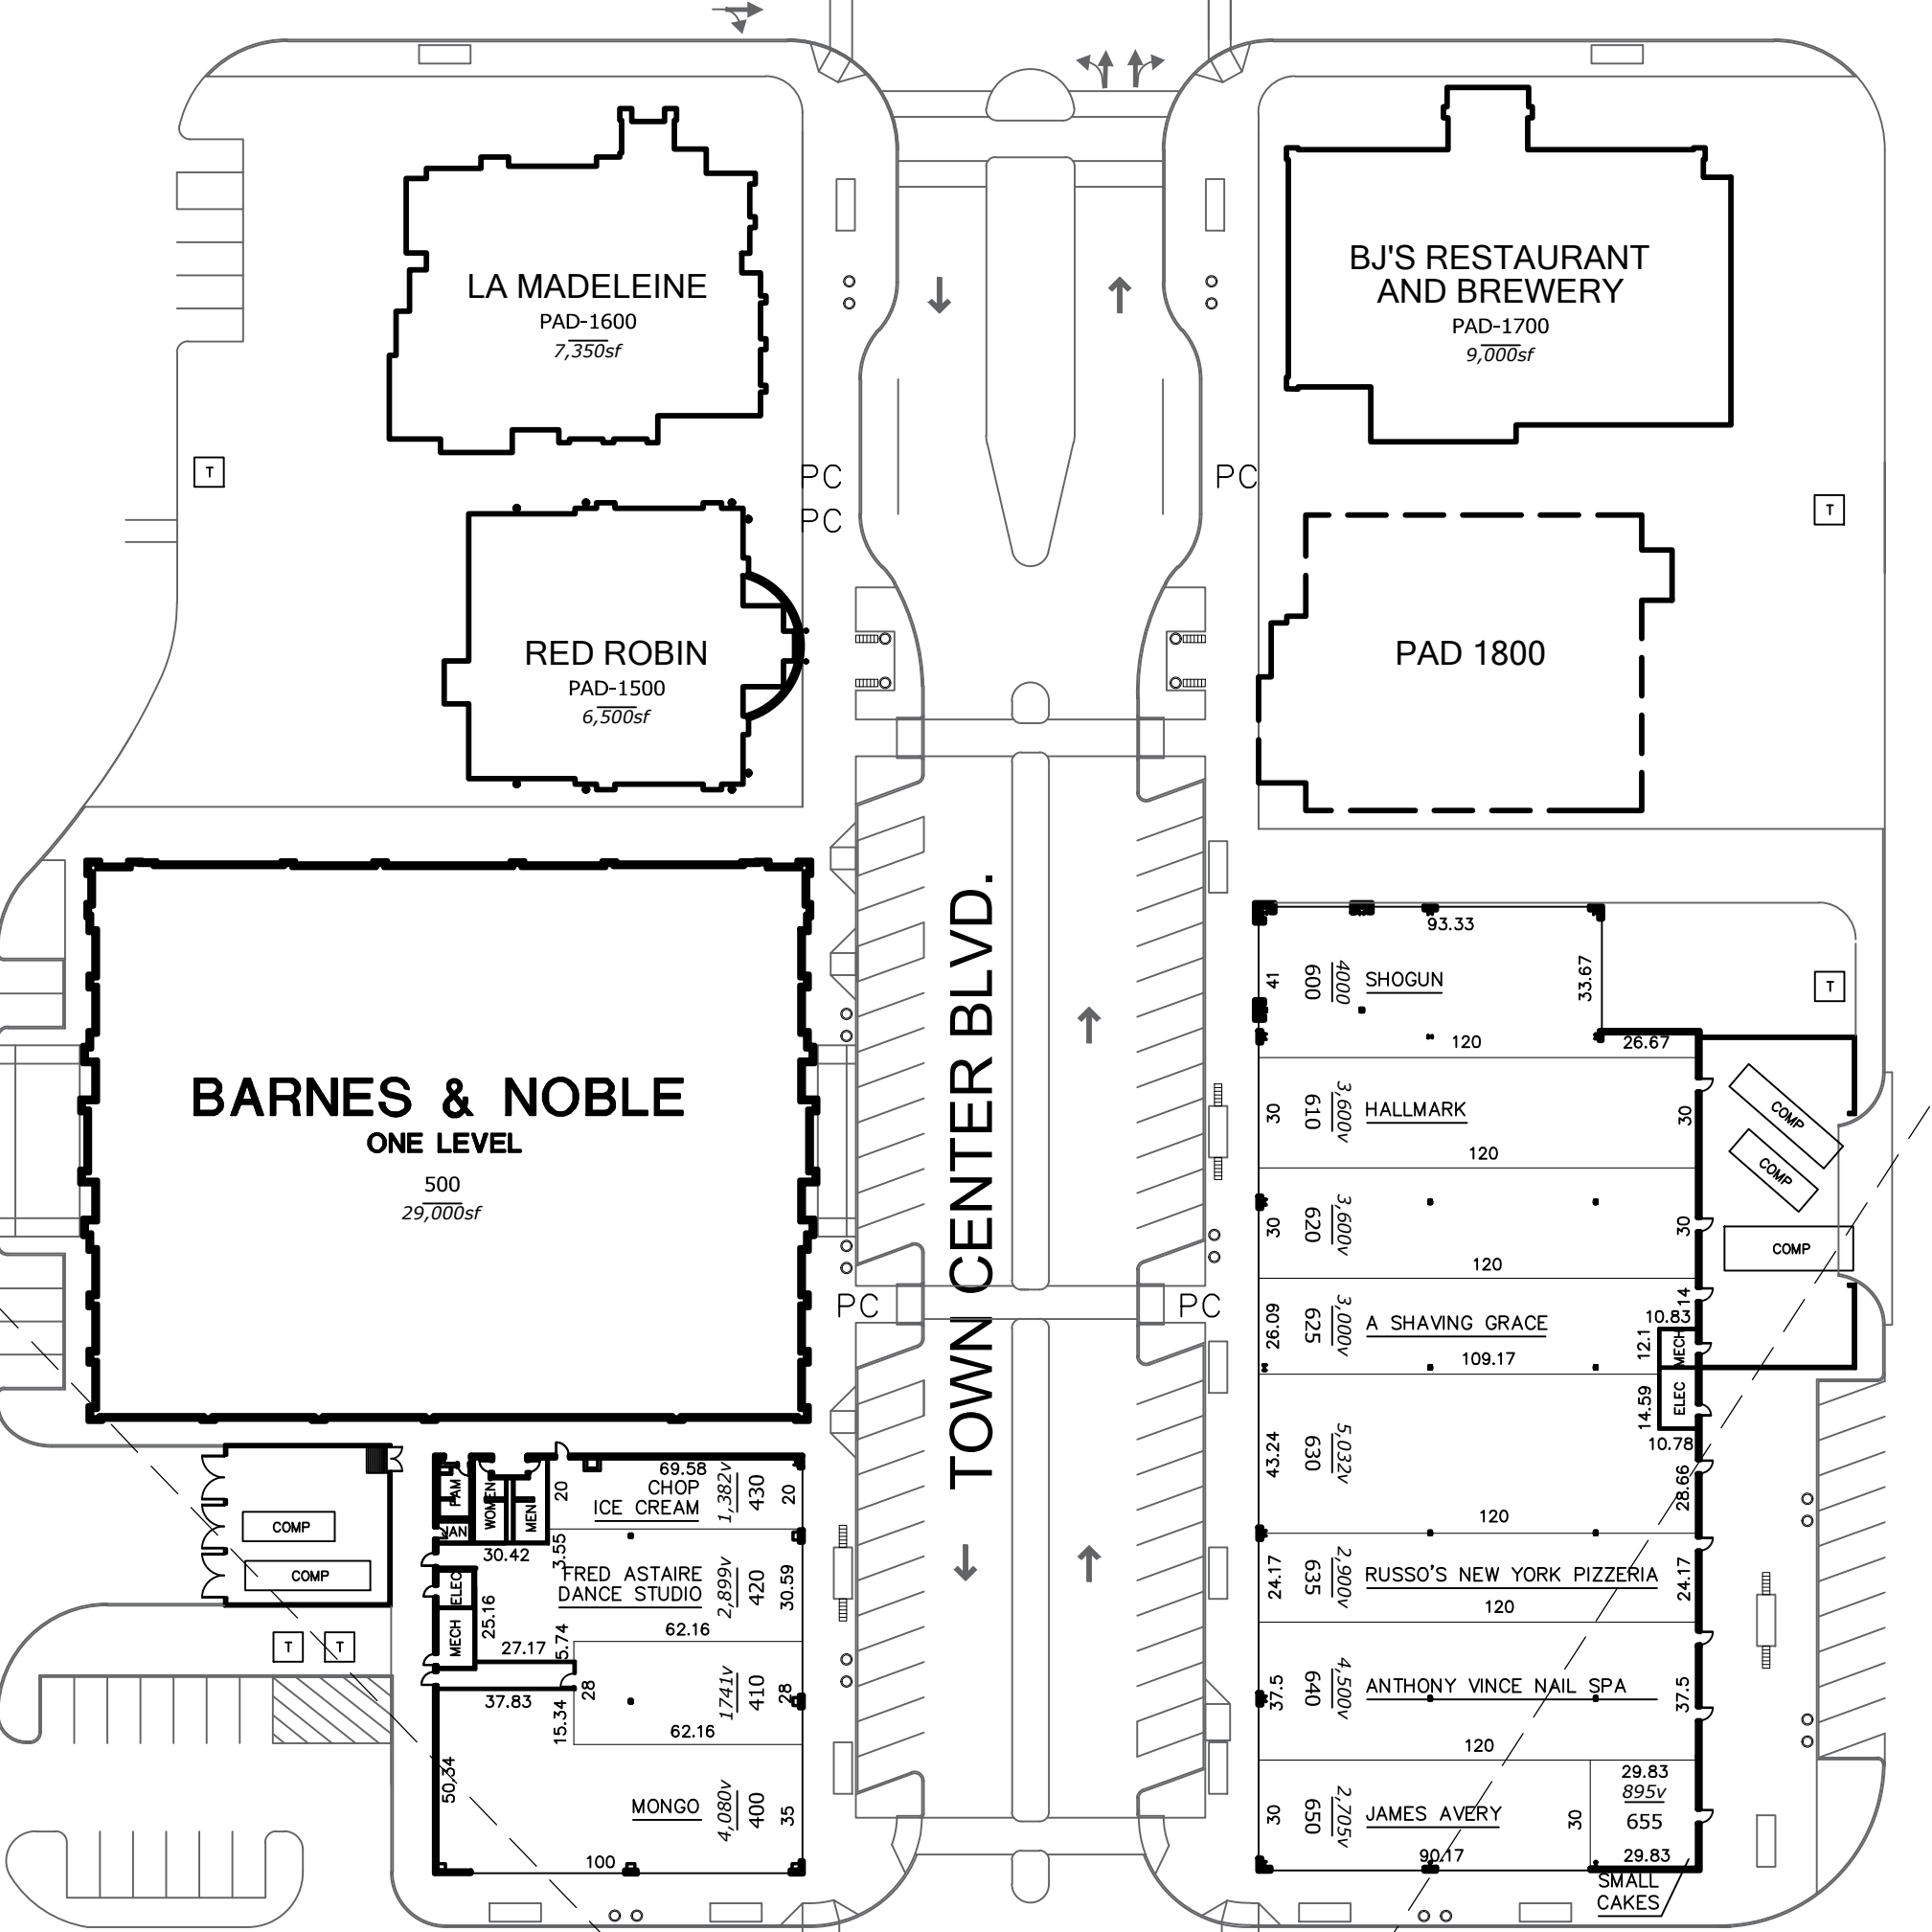 LA MADELEINE
PAD-1600
7,350sf
BJ'S RESTAURANT
AND BREWERY
PAD-1700
9,000sf
T
PC
PC
PC
T
RED ROBIN
PAD-1500
6,500sf
PAD 1800
TOWN CENTER BLVD.
BARNES & NOBLE
ONE LEVEL
500
29,000sf
PC
PC
93.33
41
600
4000
SHOGUN
33.67
T
120
26.67
30
610
3,600v
HALLMARK
30
120
COMP
COMP
COMP
30
620
3,600v
30
120
26.09
625
3,000v
A SHAVING GRACE
14
10.83
12.1
MECH
109.17
14.59
ELEC
10.78
43.24
630
5,032v
28.66
120
24.17
635
2,900v
RUSSO'S NEW YORK PIZZERIA
24.17
120
37.5
640
4,500v
ANTHONY VINCE NAIL SPA
37.5
120
30
650
2,705v
JAMES AVERY
90.17
30
29.83
895v
655
29.83
SMALL
CAKES
COMP
COMP
T
T
PAM
WOMEN
MEN
JAN
20
69.58
CHOP
ICE CREAM
1,382v
430
20
30.42
3.55
FRED ASTAIRE
DANCE STUDIO
2,899v
420
30.59
ELEC
MECH
25.16
27.17
5.74
62.16
37.83
28
15.34
1741v
410
28
62.16
50.34
MONGO
4,080v
400
35
100